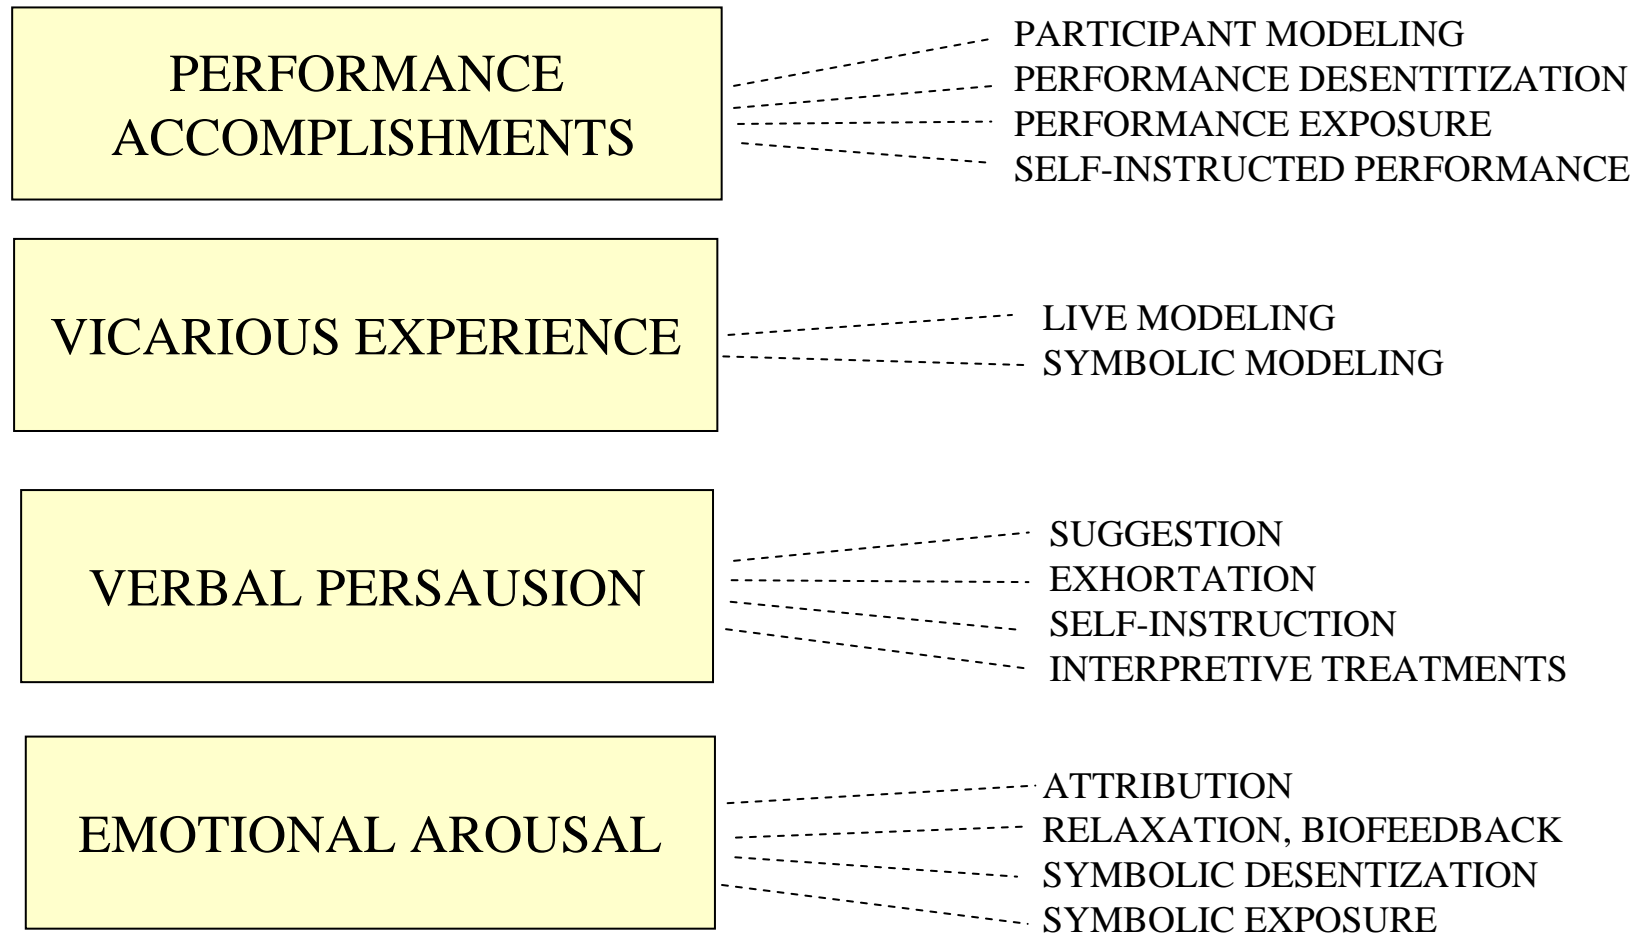 PERFORMANCE
ACCOMPLISHMENTS
PARTICIPANT MODELING
PERFORMANCE DESENTITIZATION
PERFORMANCE EXPOSURE
SELF-INSTRUCTED PERFORMANCE
VICARIOUS EXPERIENCE
LIVE MODELING
SYMBOLIC MODELING
VERBAL PERSAUSION
SUGGESTION
EXHORTATION
SELF-INSTRUCTION
INTERPRETIVE TREATMENTS
EMOTIONAL AROUSAL
ATTRIBUTION
RELAXATION, BIOFEEDBACK
SYMBOLIC DESENTIZATION
SYMBOLIC EXPOSURE